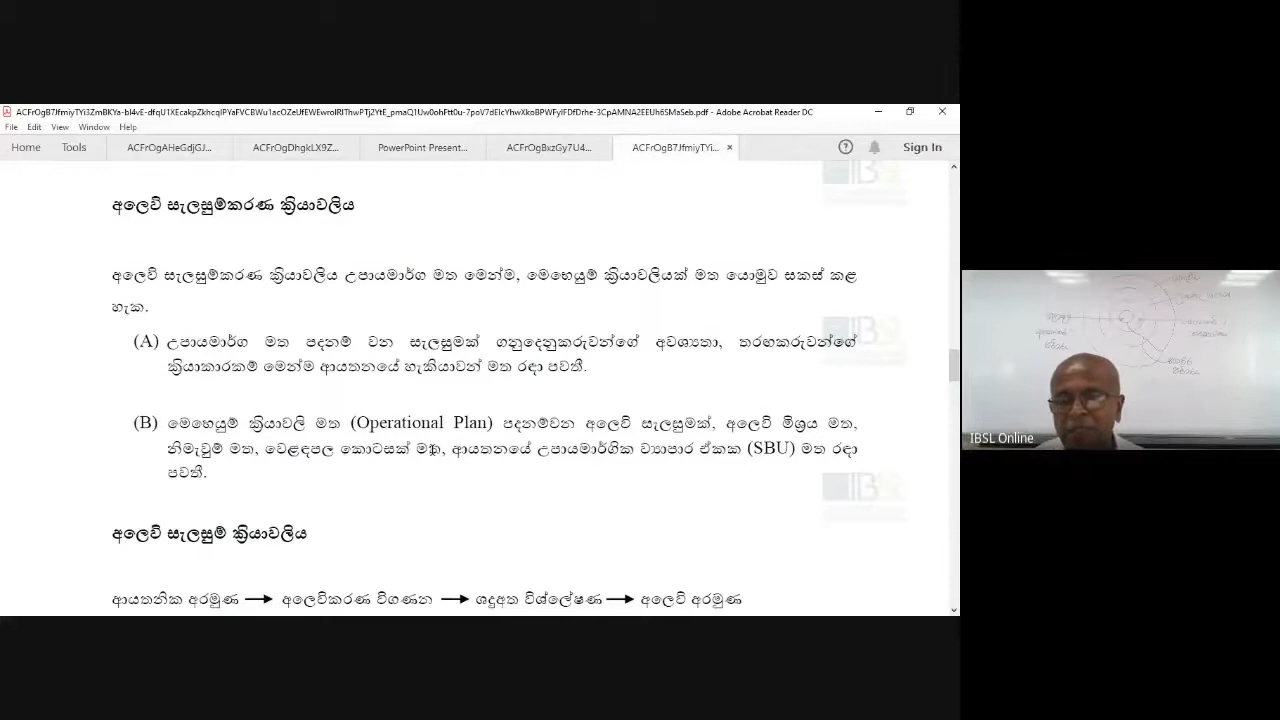 ACFrOgB7JfmiyTYi3ZmBKYa-bl4vE-dfqU1XEcakpZkhcqIPYaFVCBWu1acOZeUfEWEwroIRIThwPTj2YtE_pmaQ1Uw0ohFtt0u-7poV7dElcYhwXkoBPWFyIFDfDrhe-3CpAMNA2EEUh6SMaSeb.pdf - Adobe Acrobat Reader DC
File Edit View Window Help
Home Tools ACFrOgAHeGdjGJ... ACFrOgDhgkLX9Z... PowerPoint Present... ACFrOgBxzGy7U4... ACFrOgB7JfmiyTYi... × Sign In
අලෙවි සැලසුම්කරණ ක්‍රියාවලිය
අලෙවි සැලසුම්කරණ ක්‍රියාවලිය උපායමාර්ග මත මෙන්ම, මෙහෙයුම් ක්‍රියාවලියක් මත යොමුව සකස් කළ
හැක.
(A) උපායමාර්ග මත පදනම් වන සැලසුමක් ගනුදෙනුකරුවන්ගේ අවශ්‍යතා, තරඟකරුවන්ගේ
ක්‍රියාකාරකම් මෙන්ම ආයතනයේ හැකියාවන් මත රඳා පවතී.
(B) මෙහෙයුම් ක්‍රියාවලි මත (Operational Plan) පදනම්වන අලෙවි සැලසුමක්, අලෙවි මිශ්‍රය මත,
නිමැවුම් මත, වෙළඳපල කොටසක් මත, ආයතනයේ උපායමාර්ගික ව්‍යාපාර ඒකක (SBU) මත රඳා
පවතී.
අලෙවි සැලසුම් ක්‍රියාවලිය
ආයතනික අරමුණ → අලෙවිකරණ විගණන → ශදුඅත විශ්ලේෂණ → අලෙවි අරමුණ
IBSL Online